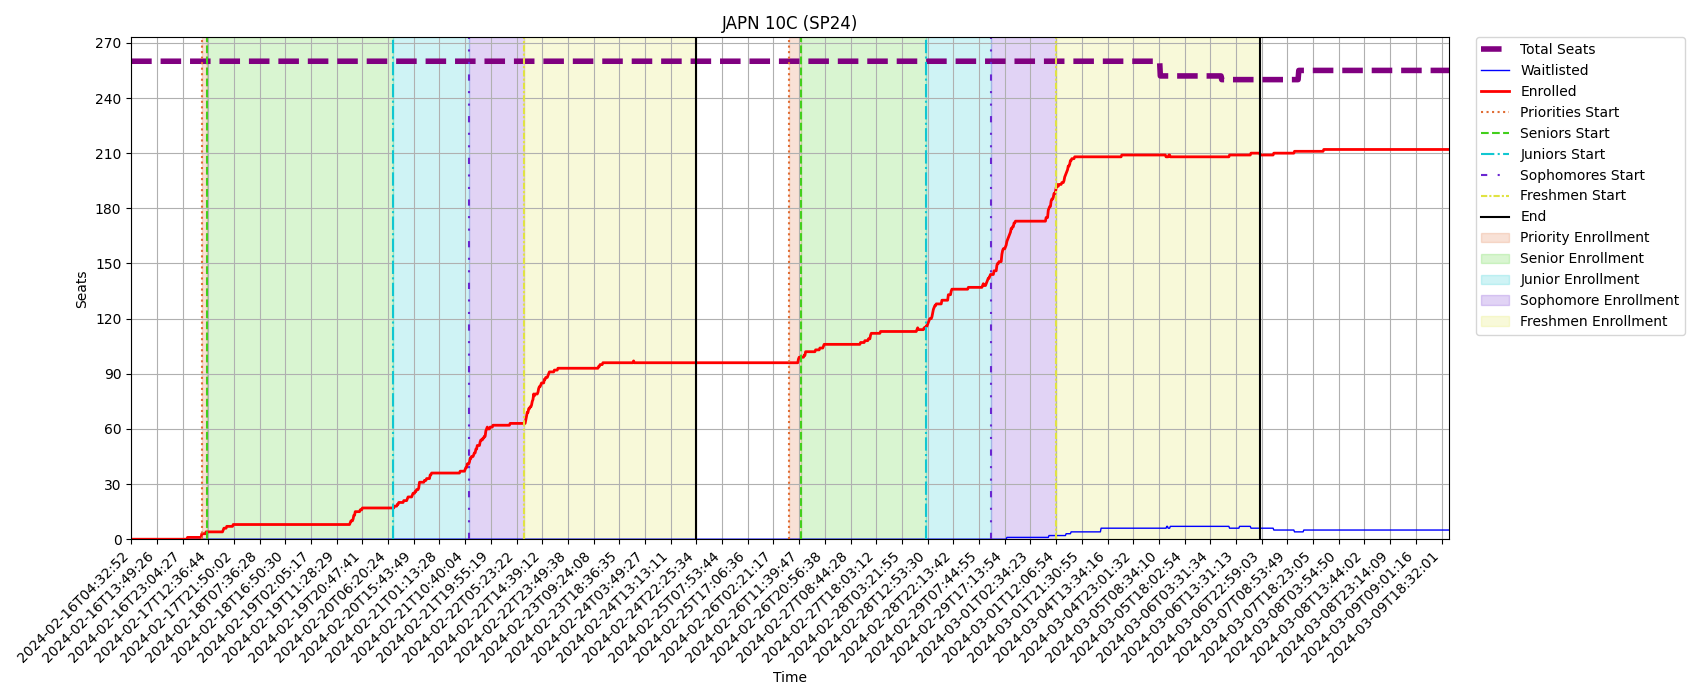 JAPN 10C (SP24)
270
240
210
180
150
120
90
60
30
0
Seats
2024-02-16T04:32:52
2024-02-16T13:49:26
2024-02-16T23:04:27
2024-02-17T12:36:44
2024-02-17T21:50:02
2024-02-18T07:36:28
2024-02-18T16:50:30
2024-02-19T02:05:17
2024-02-19T11:28:29
2024-02-19T20:47:41
2024-02-20T06:20:24
2024-02-20T15:43:49
2024-02-21T01:13:28
2024-02-21T10:40:04
2024-02-21T19:55:19
2024-02-22T05:23:22
2024-02-22T14:39:12
2024-02-22T23:49:38
2024-02-23T09:24:08
2024-02-23T18:36:35
2024-02-24T03:49:27
2024-02-24T13:13:11
2024-02-24T22:25:34
2024-02-25T07:53:44
2024-02-25T17:06:36
2024-02-26T02:21:17
2024-02-26T11:39:47
2024-02-26T20:56:38
2024-02-27T08:44:28
2024-02-27T18:03:12
2024-02-28T03:21:55
2024-02-28T12:53:30
2024-02-28T22:13:42
2024-02-29T07:44:55
2024-02-29T17:13:54
2024-03-01T02:34:23
2024-03-01T12:06:54
2024-03-01T21:30:55
2024-03-04T13:34:16
2024-03-04T23:01:32
2024-03-05T08:34:10
2024-03-05T18:02:54
2024-03-06T03:31:34
2024-03-06T13:31:13
2024-03-06T22:59:03
2024-03-07T08:53:49
2024-03-07T18:23:05
2024-03-08T03:54:50
2024-03-08T13:44:02
2024-03-08T23:14:09
2024-03-09T09:01:16
2024-03-09T18:32:01
Time
Total Seats
Waitlisted
Enrolled
Priorities Start
Seniors Start
Juniors Start
Sophomores Start
Freshmen Start
End
Priority Enrollment
Senior Enrollment
Junior Enrollment
Sophomore Enrollment
Freshmen Enrollment